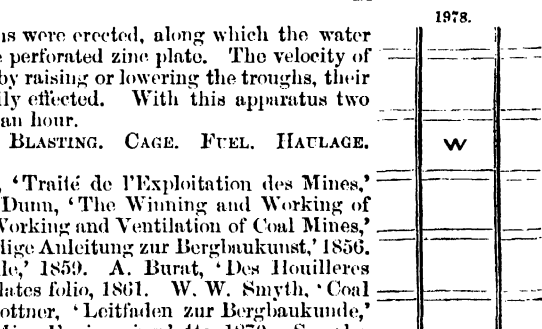 ns were erected, along which the water
perforated zinc plate. The velocity of
by raising or lowering the troughs, their
ily effected. With this apparatus two
an hour.
BLASTING. CAGE. FUEL. HAULAGE.
, ‘Traité de l’Exploitation des Mines,’
Dunn, ‘The Winning and Working of
Working and Ventilation of Coal Mines,’
dige Anleitung zur Bergbaukunst,’ 1856.
le,’ 1859. A. Burat, ‘Des Houilleres
lates folio, 1861. W. W. Smyth, ‘Coal
ottner, ‘Leitfaden zur Bergbaukunde,’
1978.
W